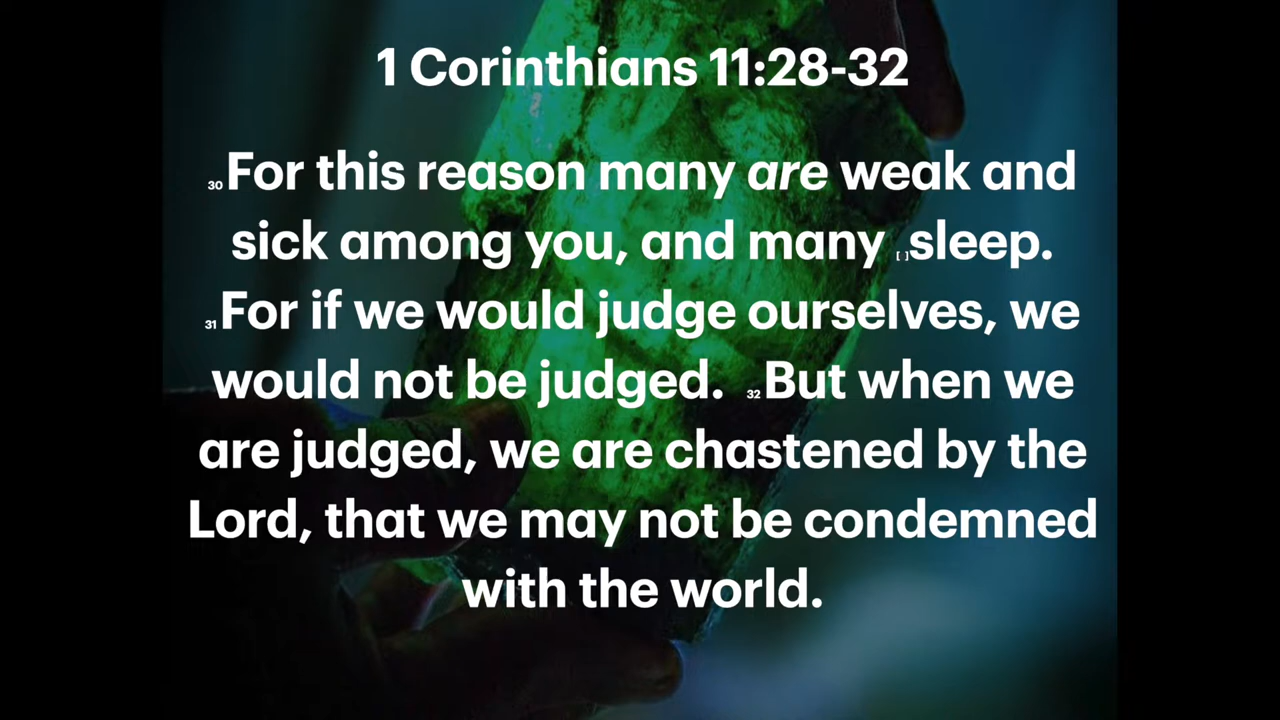 1 Corinthians 11:28-32
30For this reason many are weak and
sick among you, and many [ ]sleep.
31For if we would judge ourselves, we
would not be judged. 32But when we
are judged, we are chastened by the
Lord, that we may not be condemned
with the world.